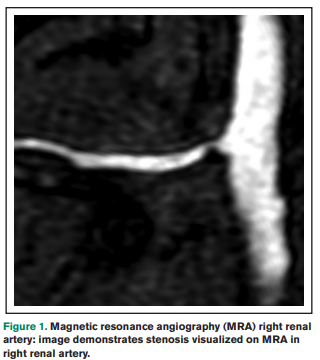 Figure 1. Magnetic resonance angiography (MRA) right renal
artery: image demonstrates stenosis visualized on MRA in
right renal artery.